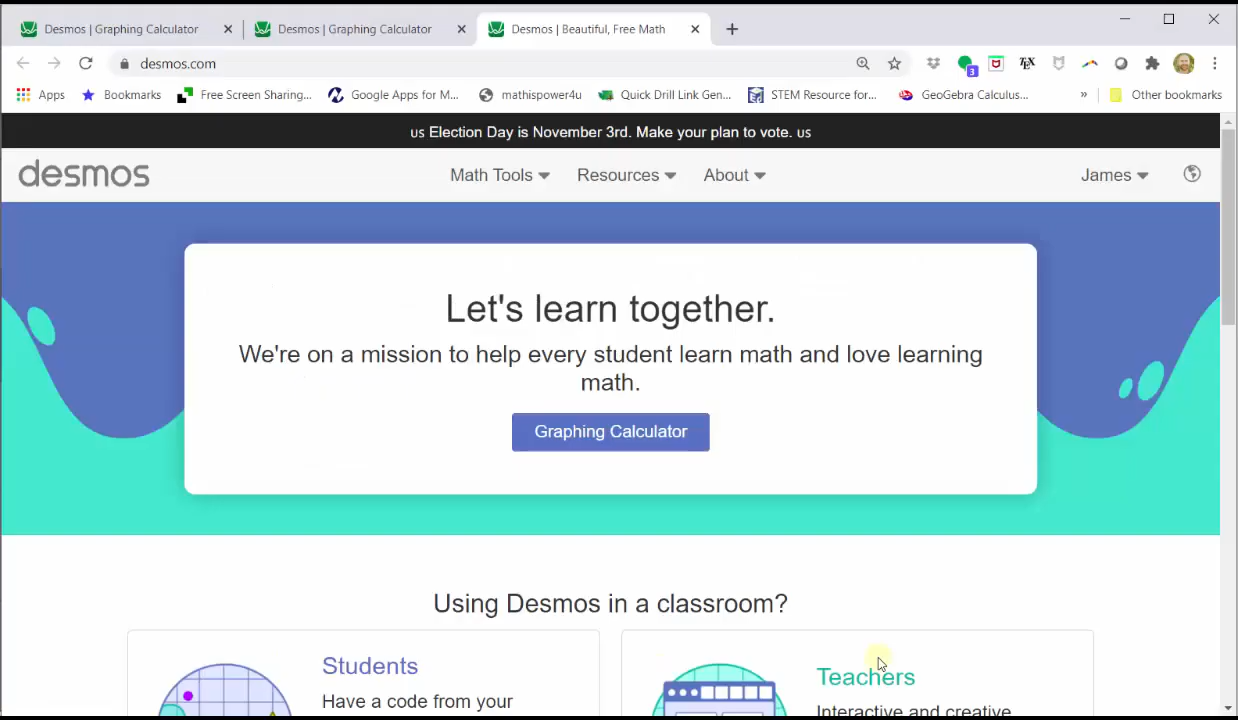 Desmos | Graphing Calculator
Desmos | Graphing Calculator
Desmos | Beautiful, Free Math
desmos.com
3
TEX
Apps
Bookmarks
Free Screen Sharing...
Google Apps for M...
mathispower4u
Quick Drill Link Gen...
STEM Resource for...
GeoGebra Calculus...
»
Other bookmarks
US Election Day is November 3rd. Make your plan to vote. US
desmos
Math Tools
Resources
About
James
Let's learn together.
We're on a mission to help every student learn math and love learning
math.
Graphing Calculator
Using Desmos in a classroom?
Students
Have a code from your
Teachers
Interactive and creative